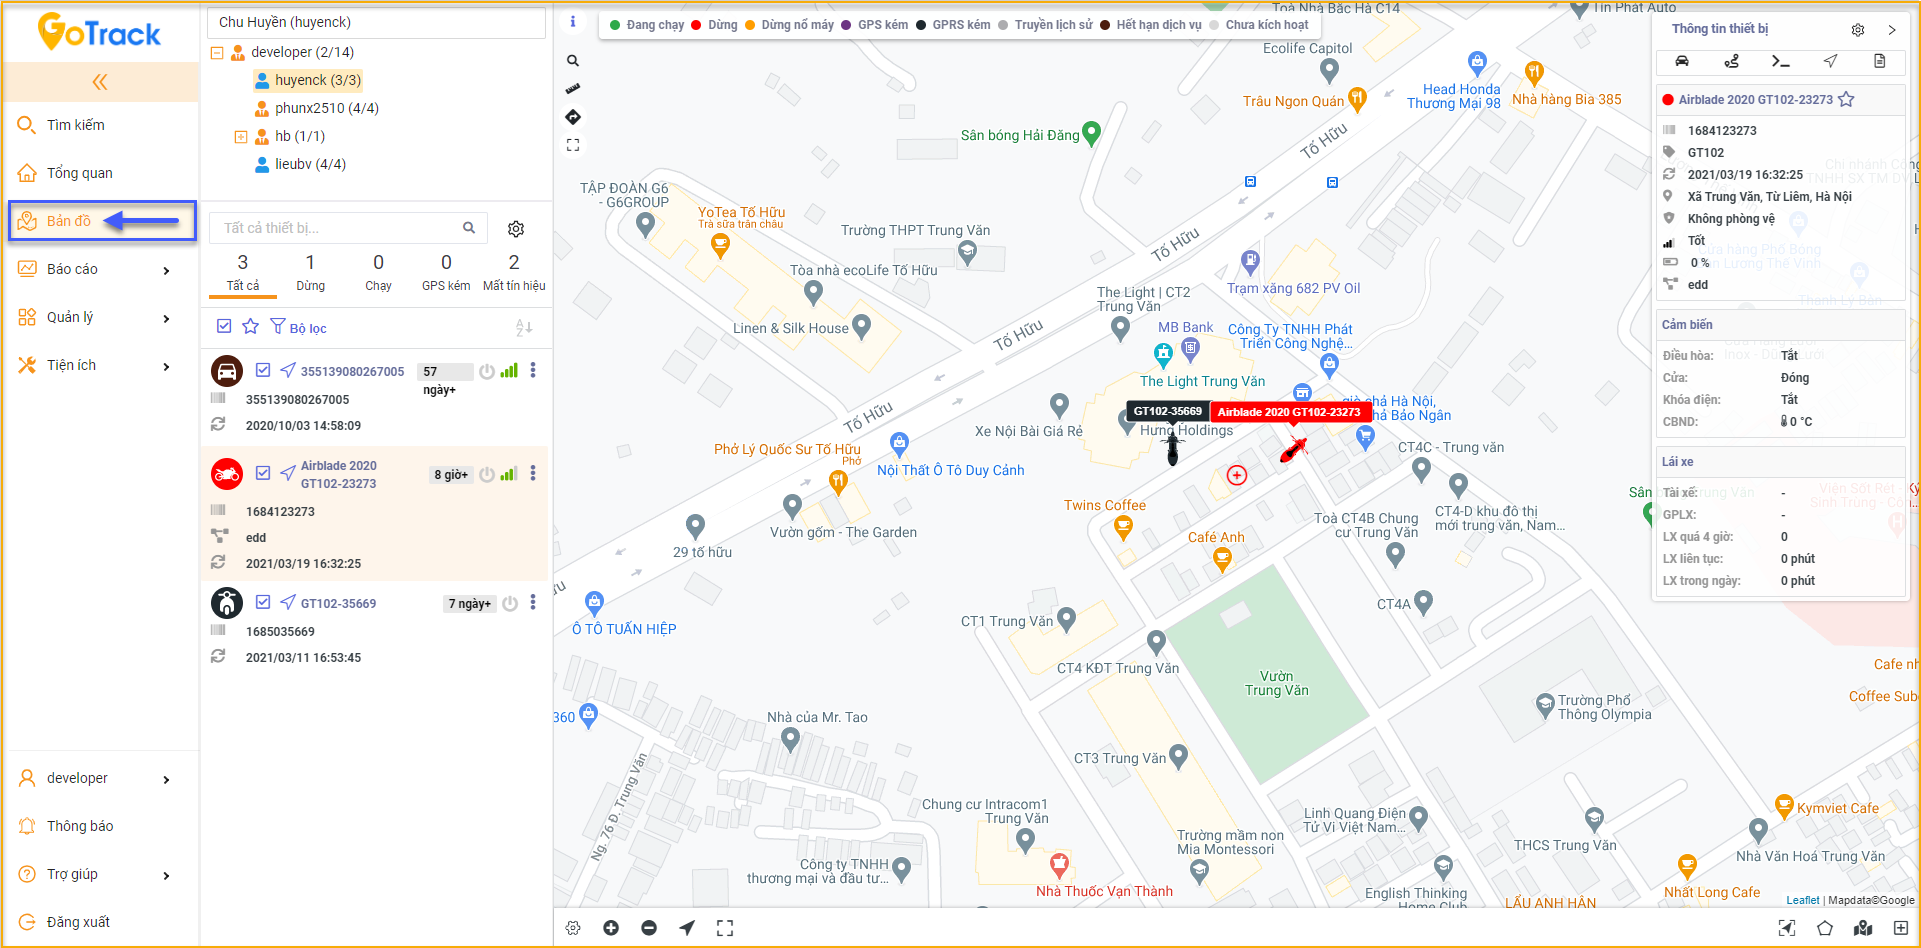 GoTrack
Tìm kiếm
Tổng quan
Bản đồ
Báo cáo
Quản lý
Tiện ích
developer
Thông báo
Trợ giúp
Đăng xuất
Chu Huyền (huyenck)
developer (2/14)
huyenck (3/3)
phunx2510 (4/4)
hb (1/1)
lieubv (4/4)
Tất cả thiết bị...
3 1 0 0 2
Tất cả Dừng Chạy GPS kém Mất tín hiệu
Bộ lọc
355139080267005 57 ngày+
355139080267005
2020/10/03 14:58:09
Airblade 2020 GT102-23273 8 giờ+
1684123273
edd
2021/03/19 16:32:25
GT102-35669 7 ngày+
1685035669
2021/03/11 16:53:45
Đang chạy Dừng Dừng nổ máy GPS kém GPRS kém Truyền lịch sử Hết hạn dịch vụ Chưa kích hoạt
Toà Nhà Bắc Hà C14
Tín Phát Auto
Ecolife Capitol
Head Honda
Thương Mại 98
Nhà hàng Bia 385
Trâu Ngon Quán
Sân bóng Hải Đăng
Tố Hữu
TẬP ĐOÀN G6
- G6GROUP
YoTea Tố Hữu
Trà sữa trân châu
Trường THPT Trung Văn
Tố Hữu
Tòa nhà ecoLife Tố Hữu
Trạm xăng 682 PV Oil
The Light | CT2
Trung Văn
Linen & Silk House
Tố Hữu
MB Bank
Công Ty TNHH Phát
Triển Công Nghệ...
The Light Trung Văn
GT102-35669
Airblade 2020 GT102-23273
Hưng Holdings
Tố Hữu
Xe Nội Bài Giá Rẻ
CT4C - Trung văn
Phở Lý Quốc Sư Tố Hữu
Phở
Nội Thất Ô Tô Duy Cảnh
Twins Coffee
Toà CT4B Chung
cư Trung Văn
CT4-D khu đô thị
mới trung văn, Nam...
Vườn gốm - The Garden
29 tố hữu
Café Anh
CT4A
Ô TÔ TUẤN HIỆP
CT1 Trung Văn
CT4 KĐT Trung Văn
Vườn
Trung Văn
Trường Phổ
Thông Olympia
360
Nhà của Mr. Tao
CT3 Trung Văn
Ng. 76 Đ. Trung Văn
Chung cư Intracom1
Trung Văn
Linh Quang Điện
Tử Vi Việt Nam...
Kymviet Cafe
Trường mầm non
Mia Montessori
THCS Trung Văn
Nhà Văn Hoá Trung Văn
Công ty TNHH
thương mại và đầu tư...
Nhà Thuốc Vạn Thành
English Thinking
Home Club
Nhất Long Cafe
LẨU ANH HÂN
Leaflet | Mapdata©Google
Thông tin thiết bị
Airblade 2020 GT102-23273
1684123273
GT102
2021/03/19 16:32:25
Xã Trung Văn, Từ Liêm, Hà Nội
Không phòng vệ
Tốt
0 %
edd
Cảm biến
Điều hòa: Tắt
Cửa: Đóng
Khóa điện: Tắt
CBND: 0 °C
Lái xe
Tài xế: -
GPLX: -
LX quá 4 giờ: 0
LX liên tục: 0 phút
LX trong ngày: 0 phút